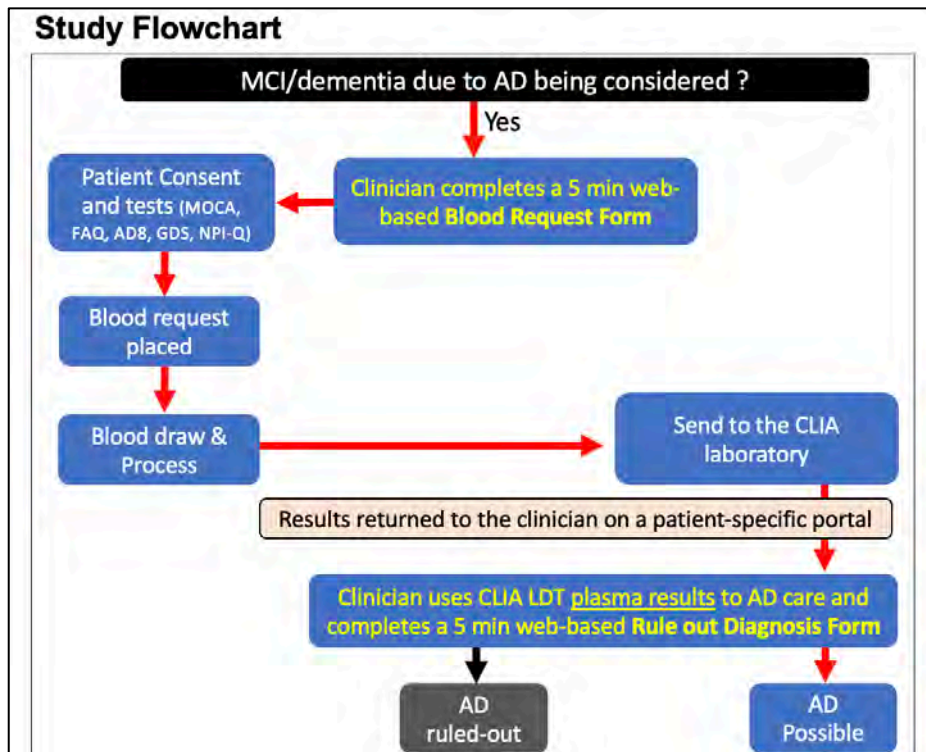 Study Flowchart
MCI/dementia due to AD being considered ?
Yes
Clinician completes a 5 min web-
based Blood Request Form
Patient Consent
and tests (MOCA,
FAQ, AD8, GDS, NPI-Q)
Blood request
placed
Blood draw &
Process
Send to the CLIA
laboratory
Results returned to the clinician on a patient-specific portal
Clinician uses CLIA LDT plasma results to AD care and
completes a 5 min web-based Rule out Diagnosis Form
AD
ruled-out
AD
Possible